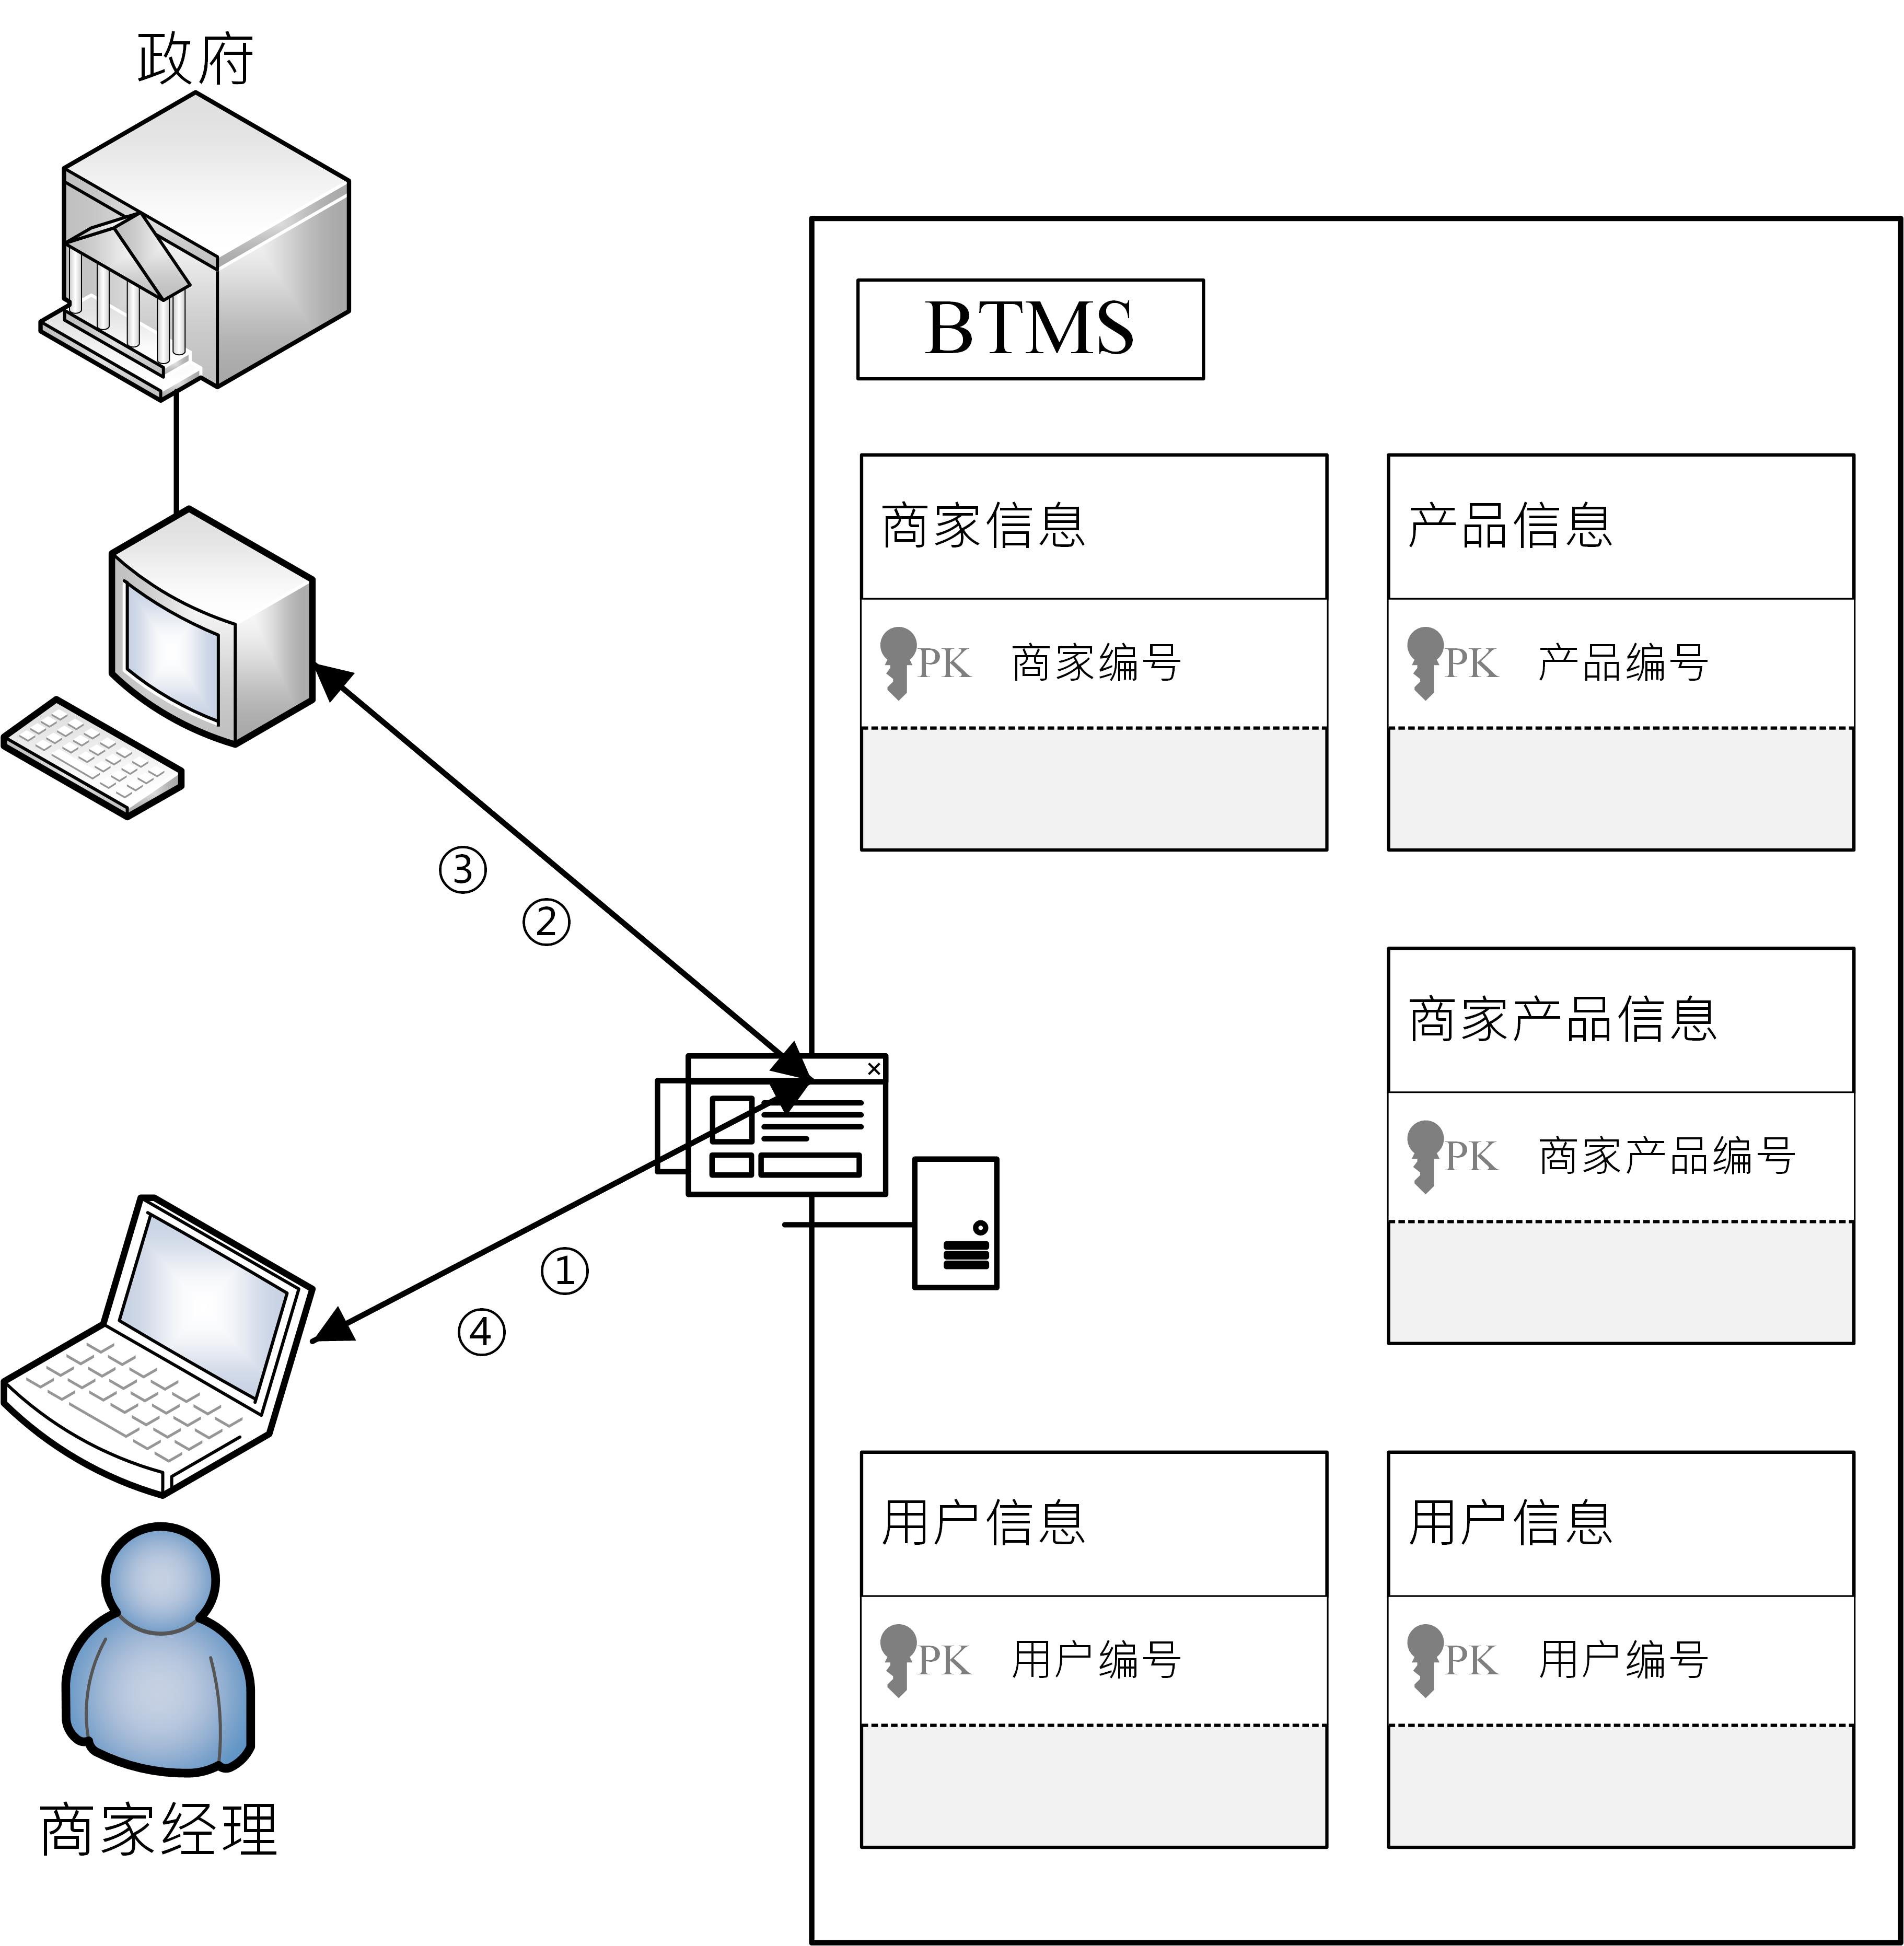 政府
BTMS
商家信息
产品信息
PK 商家编号
PK 产品编号
③
②
商家产品信息
PK 商家产品编号
①
④
用户信息
用户信息
PK 用户编号
PK 用户编号
商家经理